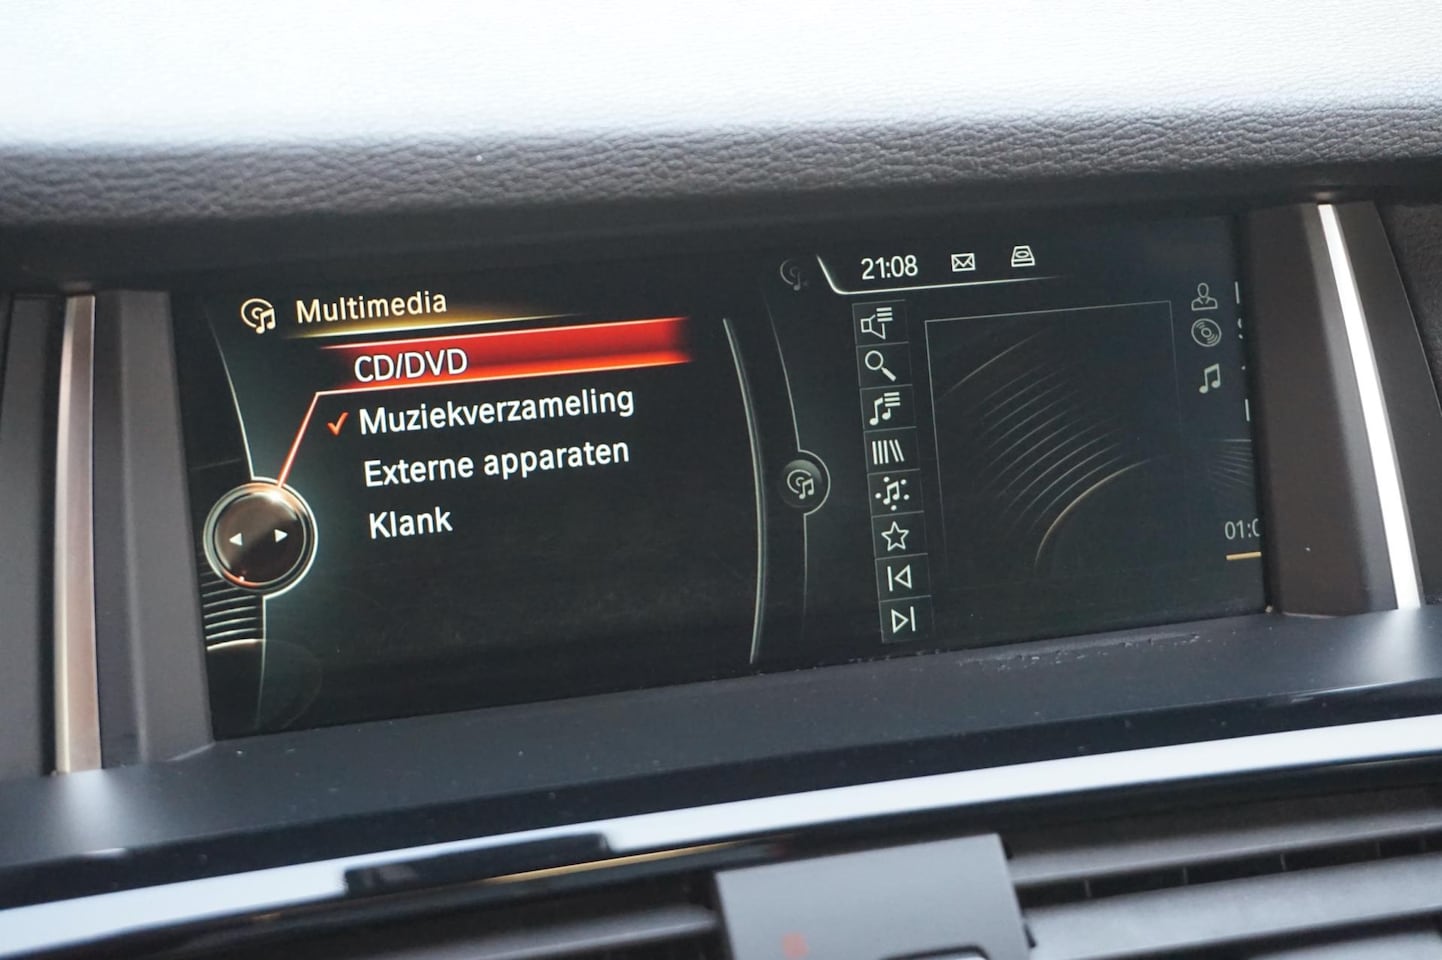 Multimedia
CD/DVD
Muziekverzameling
Externe apparaten
Klank
21:08